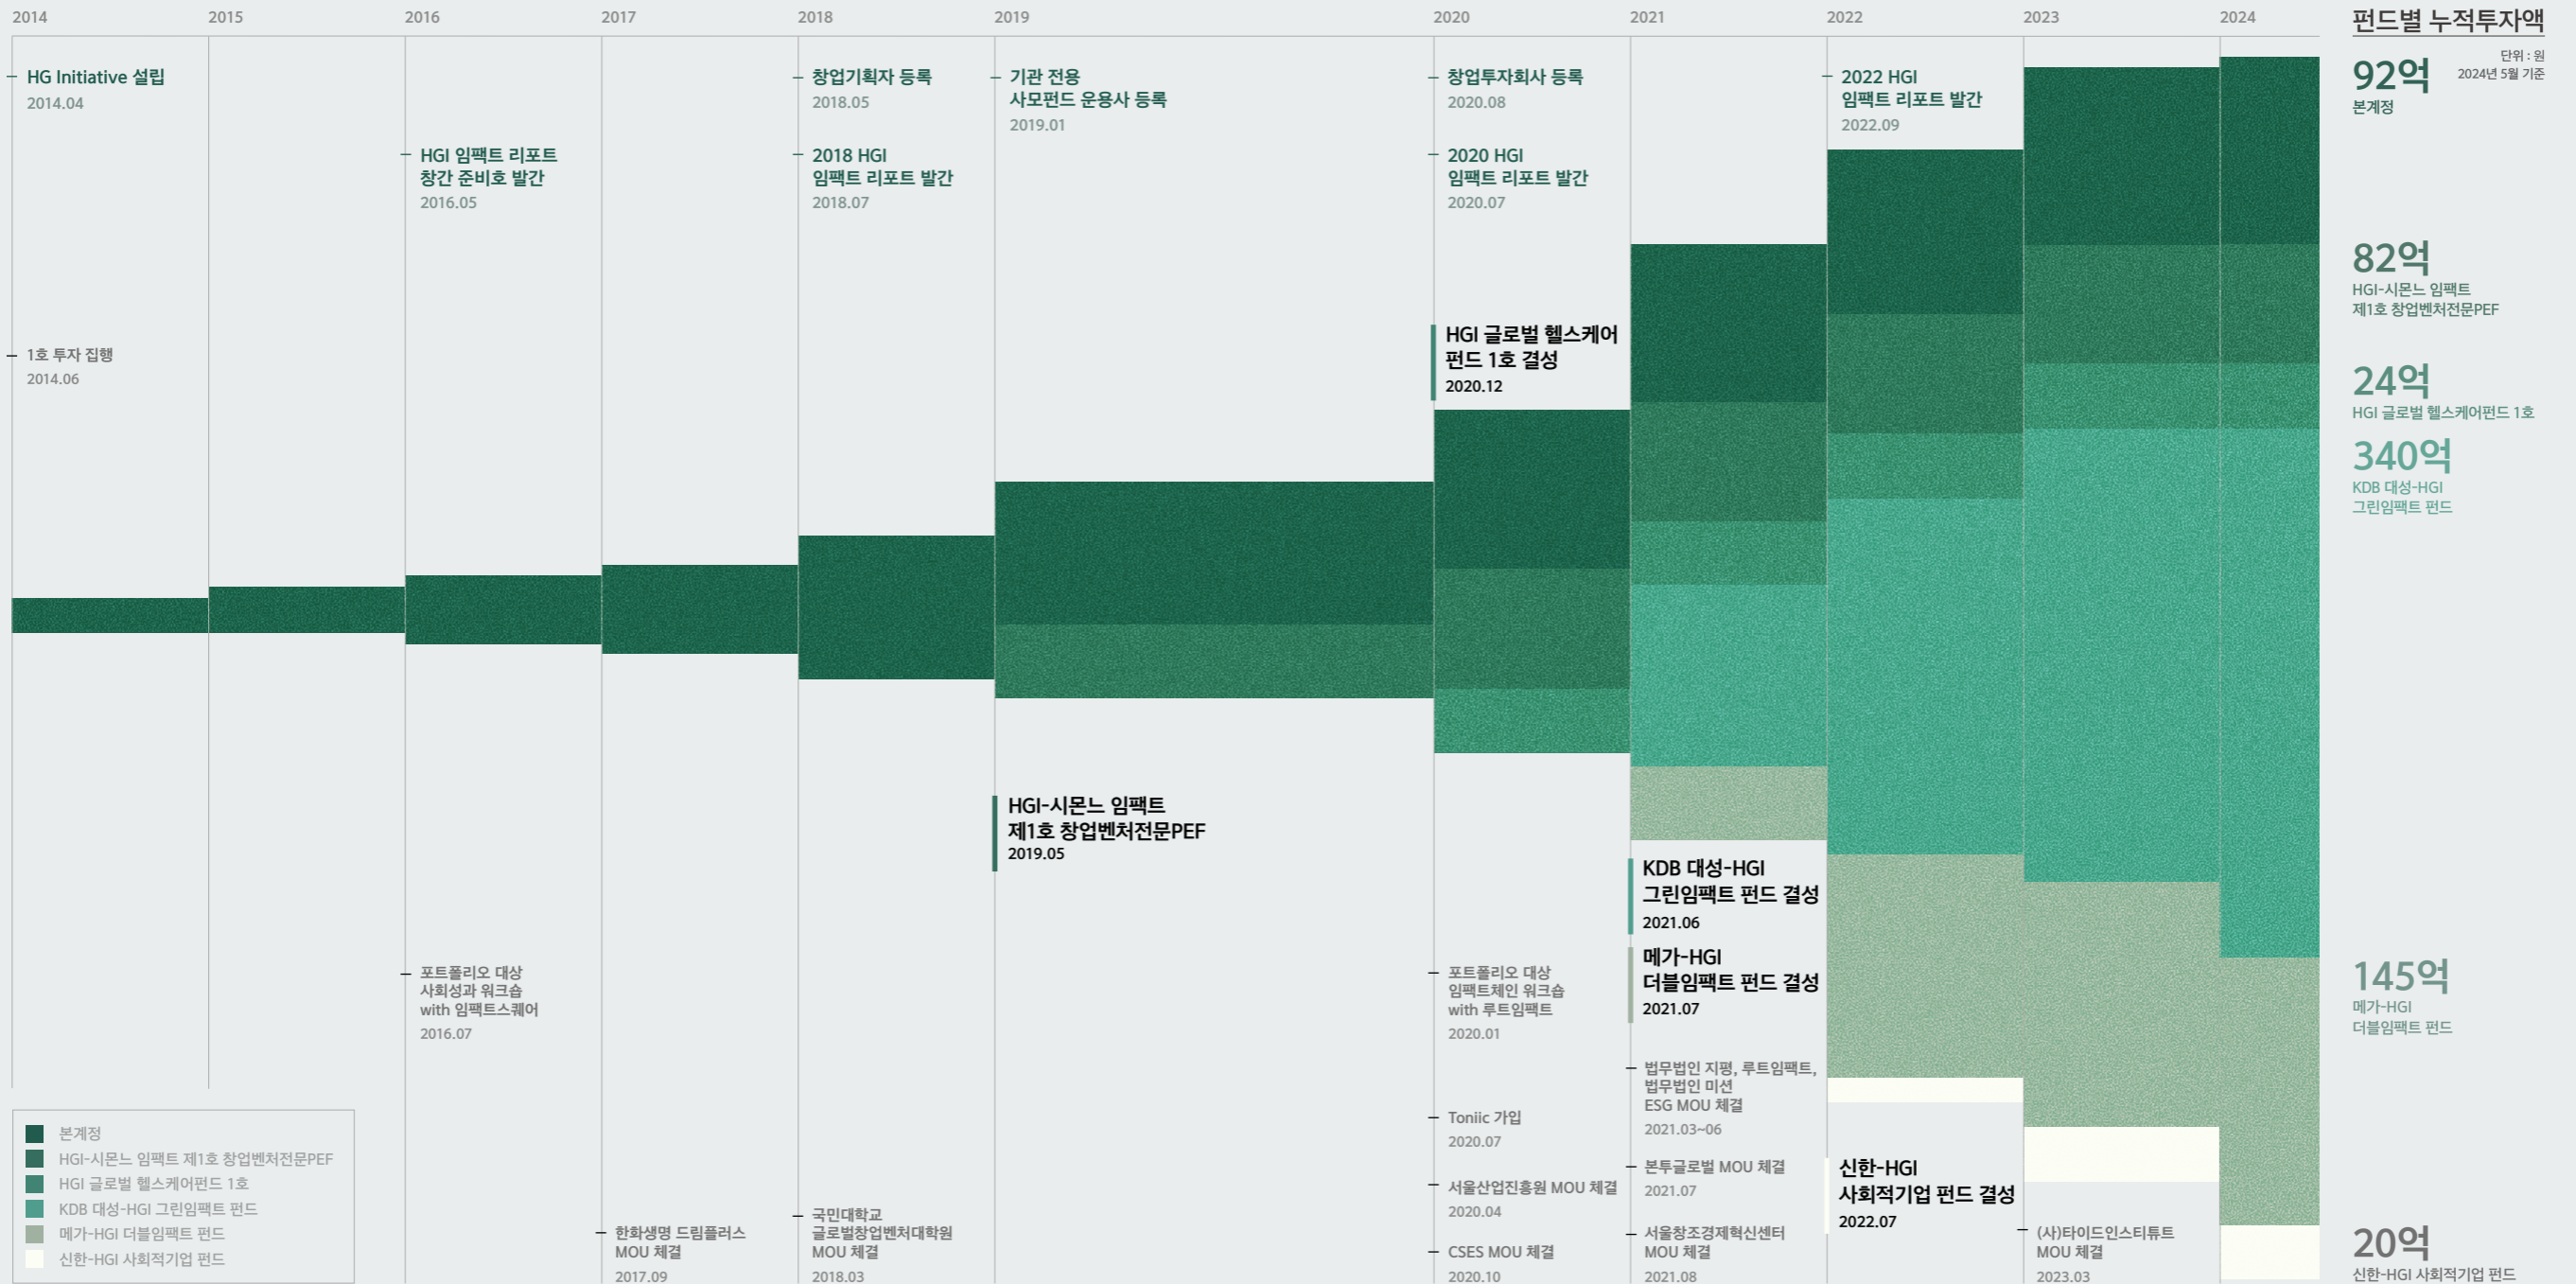 2014
2015
2016
2017
2018
2019
2020
2021
2022
2023
2024
HG Initiative 설립
2014.04
1호 투자 집행
2014.06
HGI 임팩트 리포트
창간 준비호 발간
2016.05
포트폴리오 대상
사회성과 워크숍
with 임팩트스퀘어
2016.07
한화생명 드림플러스
MOU 체결
2017.09
창업기획자 등록
2018.05
2018 HGI
임팩트 리포트 발간
2018.07
국민대학교
글로벌창업벤처대학원
MOU 체결
2018.03
기관 전용
사모펀드 운용사 등록
2019.01
HGI-시몬느 임팩트
제1호 창업벤처전문PEF
2019.05
창업투자회사 등록
2020.08
2020 HGI
임팩트 리포트 발간
2020.07
HGI 글로벌 헬스케어
펀드 1호 결성
2020.12
포트폴리오 대상
임팩트체인 워크숍
with 루트임팩트
2020.01
Toniic 가입
2020.07
서울산업진흥원 MOU 체결
2020.04
CSES MOU 체결
2020.10
KDB 대성-HGI
그린임팩트 펀드 결성
2021.06
메가-HGI
더블임팩트 펀드 결성
2021.07
법무법인 지평, 루트임팩트,
법무법인 미션
ESG MOU 체결
2021.03~06
본투글로벌 MOU 체결
2021.07
서울창조경제혁신센터
MOU 체결
2021.08
2022 HGI
임팩트 리포트 발간
2022.09
신한-HGI
사회적기업 펀드 결성
2022.07
(사)타이드인스티튜트
MOU 체결
2023.03
펀드별 누적투자액
단위 : 원
2024년 5월 기준
92억
본계정
82억
HGI-시몬느 임팩트
제1호 창업벤처전문PEF
24억
HGI 글로벌 헬스케어펀드 1호
340억
KDB 대성-HGI
그린임팩트 펀드
145억
메가-HGI
더블임팩트 펀드
20억
신한-HGI 사회적기업 펀드
본계정
HGI-시몬느 임팩트 제1호 창업벤처전문PEF
HGI 글로벌 헬스케어펀드 1호
KDB 대성-HGI 그린임팩트 펀드
메가-HGI 더블임팩트 펀드
신한-HGI 사회적기업 펀드